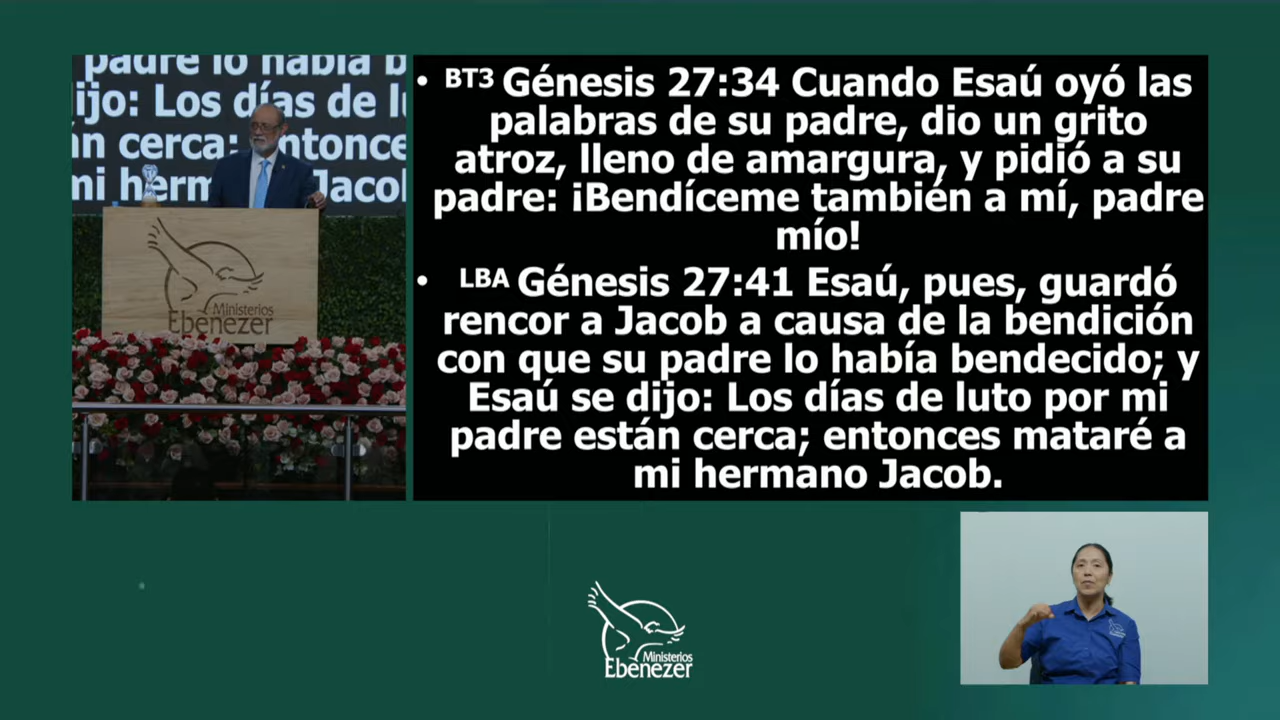 padre lo había b
ijo: Los días de lu
án cerca; entonce
mi herm Jacob
Ministerios
Ebenezer
• BT3 Génesis 27:34 Cuando Esaú oyó las
palabras de su padre, dio un grito
atroz, lleno de amargura, y pidió a su
padre: ¡Bendíceme también a mí, padre
mío!
• LBA Génesis 27:41 Esaú, pues, guardó
rencor a Jacob a causa de la bendición
con que su padre lo había bendecido; y
Esaú se dijo: Los días de luto por mi
padre están cerca; entonces mataré a
mi hermano Jacob.
Ministerios
Ebenezer